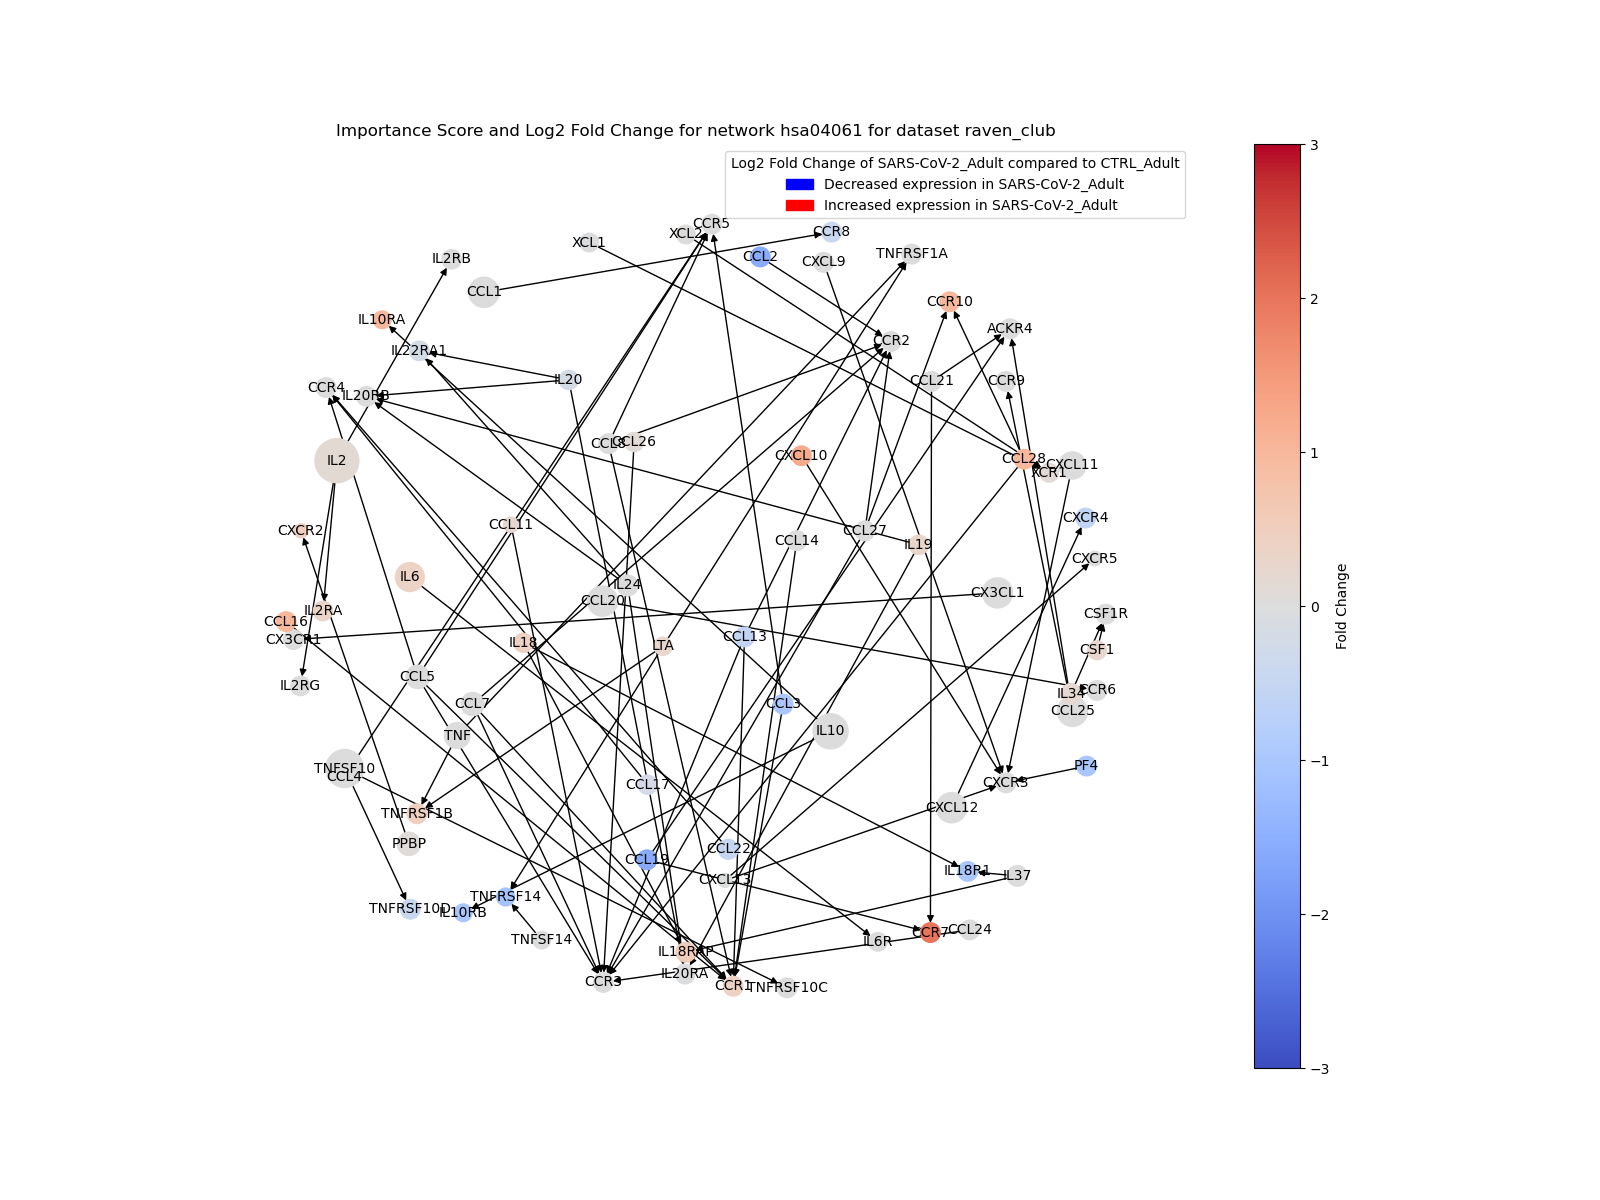 Importance Score and Log2 Fold Change for network hsa04061 for dataset raven_club
Log2 Fold Change of SARS-CoV-2_Adult compared to CTRL_Adult
Decreased expression in SARS-CoV-2_Adult
Increased expression in SARS-CoV-2_Adult
CCR5
XCL2
CCR8
XCL1
TNFRSF1A
CCL2
IL2RB
CXCL9
CCL1
CCR10
IL10RA
ACKR4
CCR2
IL22RA1
IL20
CCL21
CCR9
CCR4
IL20RB
CCL8
CCL26
CXCL10
CCL28
IL2
CXCL11
XCR1
CXCR4
CCL11
CXCR2
CCL27
CCL14
IL19
CXCR5
IL6
IL24
CX3CL1
CCL20
IL2RA
CSF1R
CCL16
CCL13
CX3CR1
IL18
LTA
CSF1
CCL5
IL2RG
CCR6
IL34
CCL7
CCL3
CCL25
IL10
TNF
PF4
TNFSF10
CCL4
CXCR3
CCL17
CXCL12
TNFRSF1B
PPBP
CCL22
CCL19
IL18R1
IL37
CXCL13
TNFRSF14
TNFRSF10D
IL10RB
CCL24
CCR7
TNFSF14
IL6R
IL18RAP
IL20RA
CCR3
CCR1
TNFRSF10C
3
2
1
0
−1
−2
−3
Fold Change